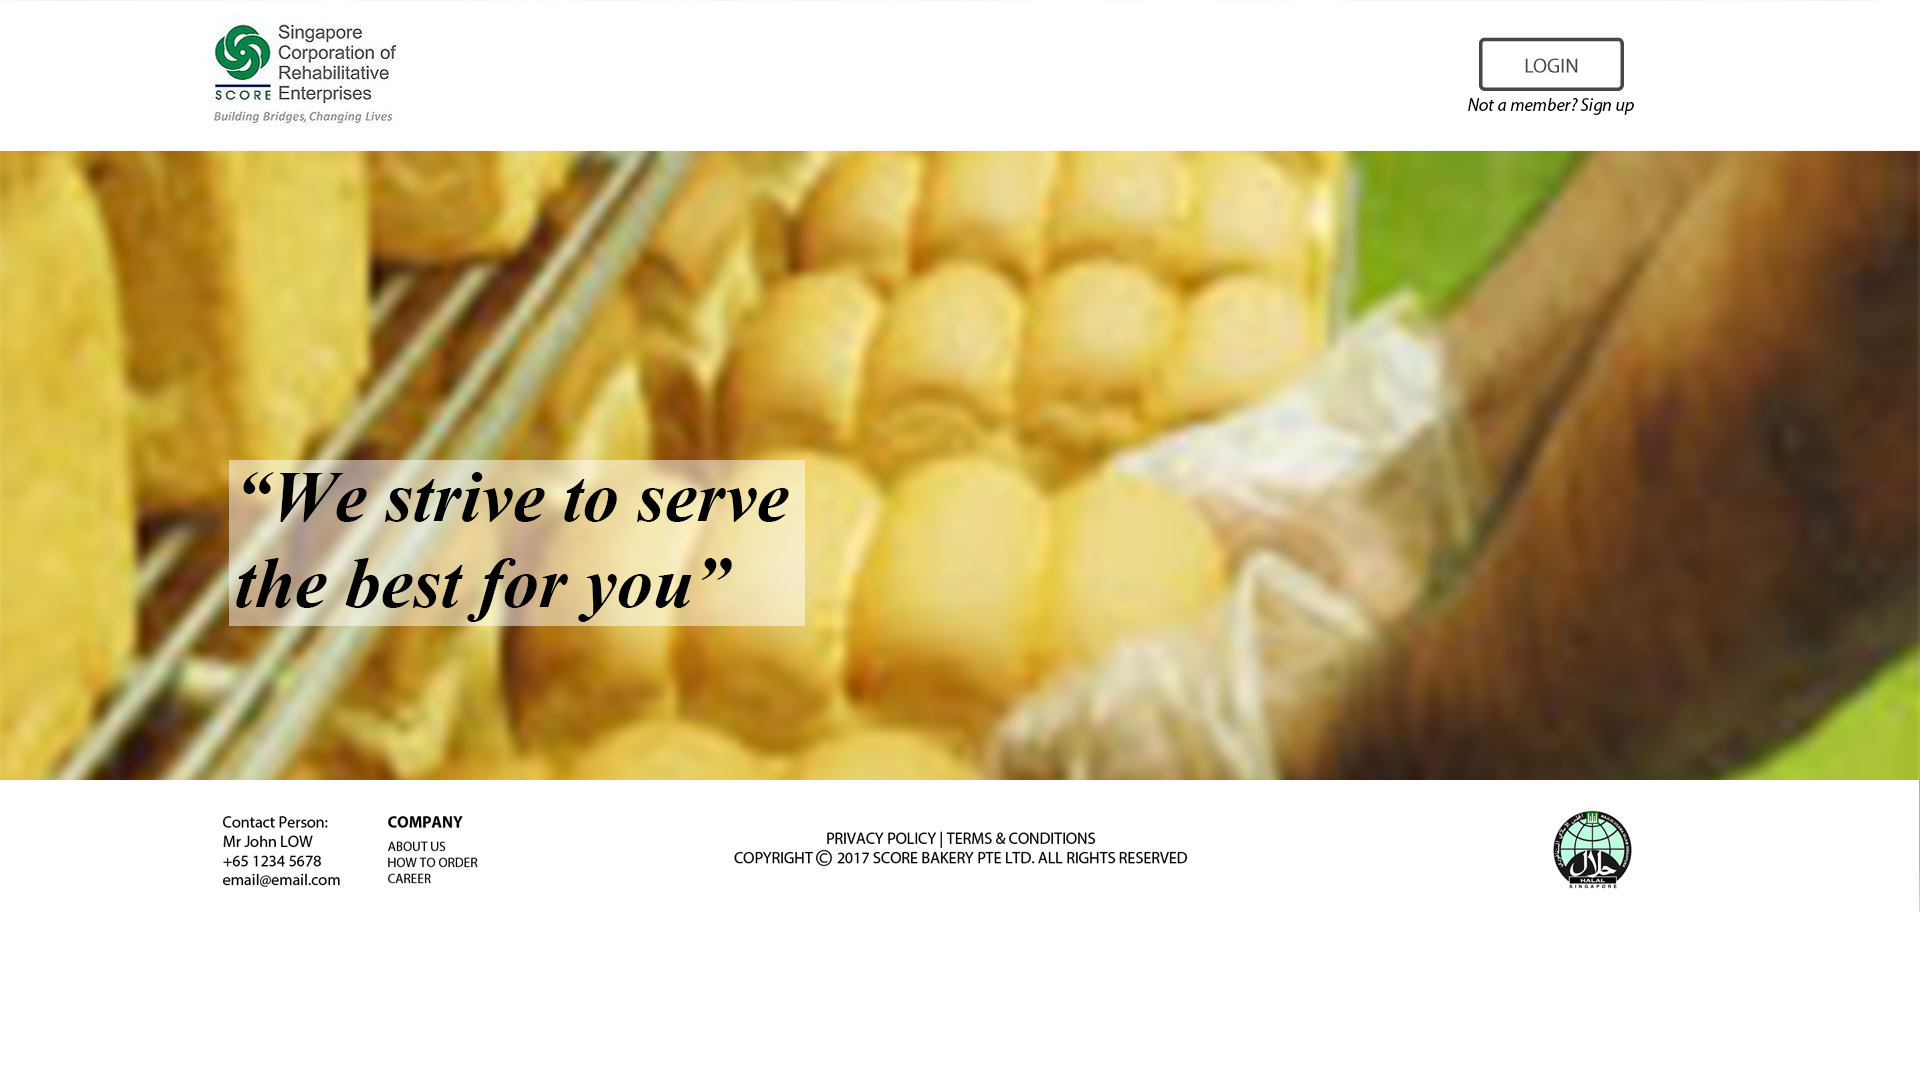 Singapore
Corporation of
Rehabilitative
Enterprises
SCORE
Building Bridges, Changing Lives
LOGIN
Not a member? Sign up
“We strive to serve
the best for you”
Contact Person:
Mr John LOW
+65 1234 5678
email@email.com
COMPANY
ABOUT US
HOW TO ORDER
CAREER
PRIVACY POLICY | TERMS & CONDITIONS
COPYRIGHT © 2017 SCORE BAKERY PTE LTD. ALL RIGHTS RESERVED
حلال
HALAL
SINGAPORE